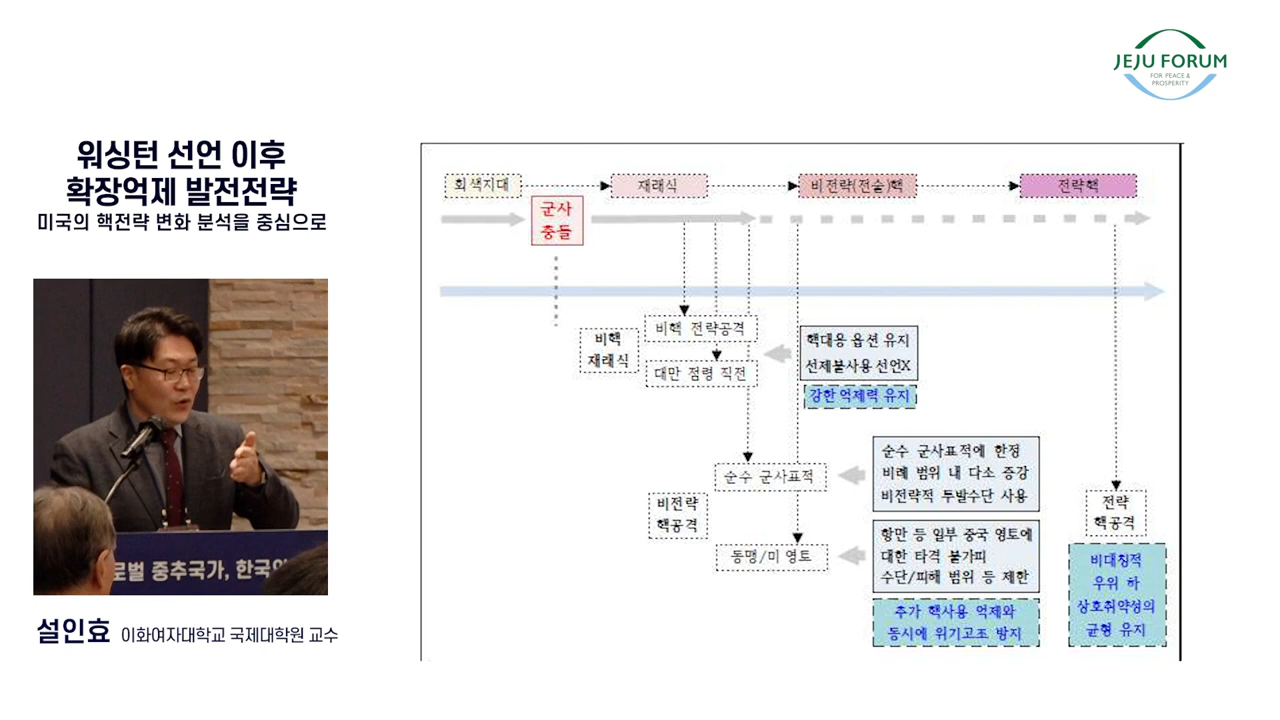 JEJU FORUM
FOR PEACE &
PROSPERITY
워싱턴 선언 이후
확장억제 발전전략
미국의 핵전략 변화 분석을 중심으로
로벌 중추국가, 한국의
설인효 이화여자대학교 국제대학원 교수
회색지대
재래식
비전략(전술)핵
전략핵
군사
충돌
비핵
재래식
비핵 전략공격
대만 점령 직전
핵대응 옵션 유지
선제불사용 선언X
강한 억제력 유지
비전략
핵공격
순수 군사표적
동맹/미 영토
순수 군사표적에 한정
비례 범위 내 다소 증강
비전략적 투발수단 사용
항만 등 일부 중국 영토에
대한 타격 불가피
수단/피해 범위 등 제한
추가 핵사용 억제와
동시에 위기고조 방지
전략
핵공격
비대칭적
우위 하
상호취약성의
균형 유지